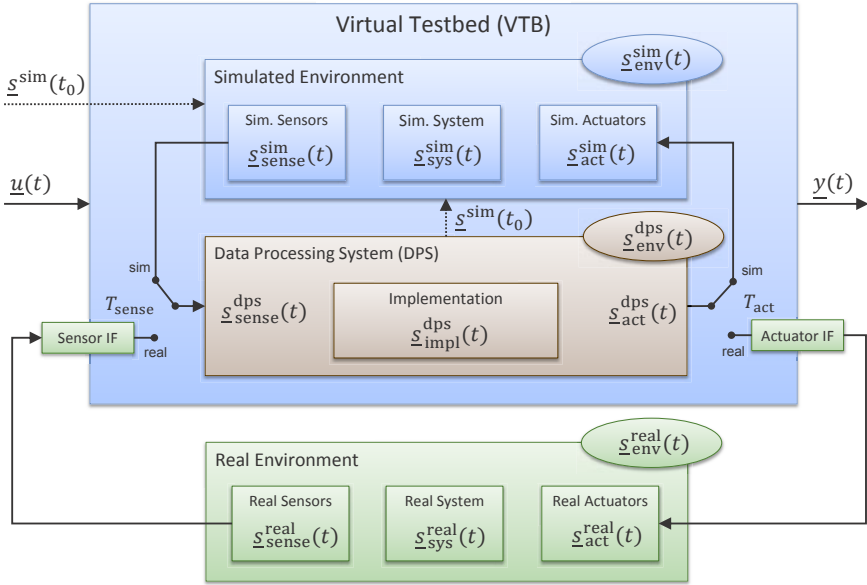 Virtual Testbed (VTB)
s^sim_env(t)
Simulated Environment
s^sim(t₀)
Sim. Sensors
s^sim_sense(t)
Sim. System
s^sim_sys(t)
Sim. Actuators
s^sim_act(t)
u(t)
y(t)
s^sim(t₀)
s^dps_env(t)
Data Processing System (DPS)
sim
T_sense
real
Sensor IF
s^dps_sense(t)
Implementation
s^dps_impl(t)
s^dps_act(t)
sim
T_act
real
Actuator IF
s^real_env(t)
Real Environment
Real Sensors
s^real_sense(t)
Real System
s^real_sys(t)
Real Actuators
s^real_act(t)